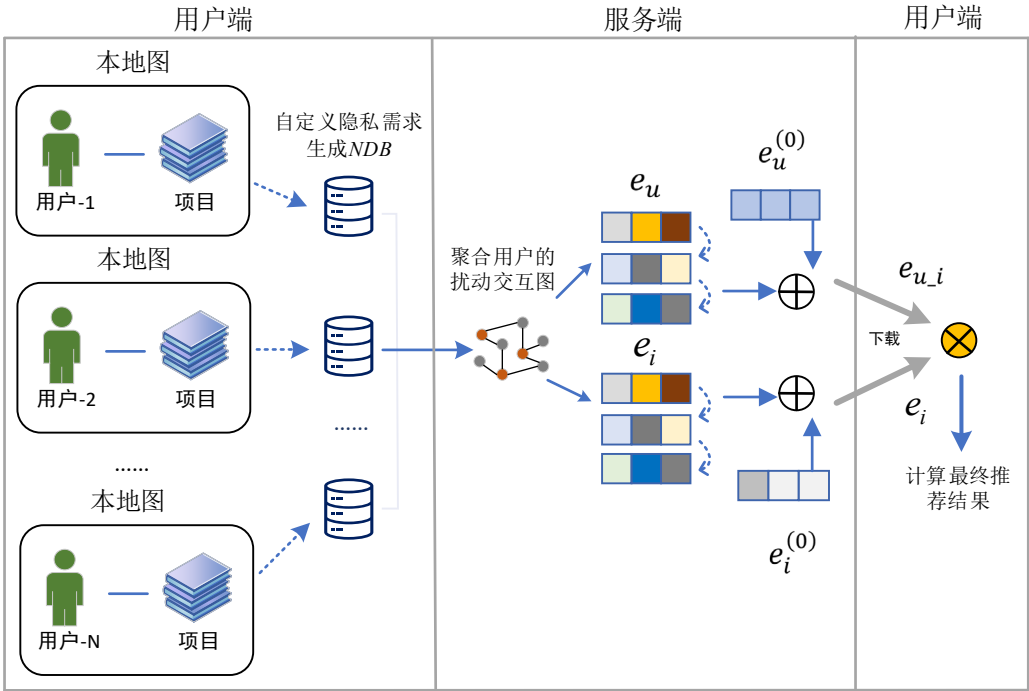 用户端
服务端
用户端
本地图
用户-1
项目
自定义隐私需求
生成NDB
本地图
用户-2
项目
......
本地图
用户-N
项目
......
聚合用户的
扰动交互图
e_u
e_u^{(0)}
e_i
e_i^{(0)}
e_{u_i}
下载
e_i
计算最终推
荐结果